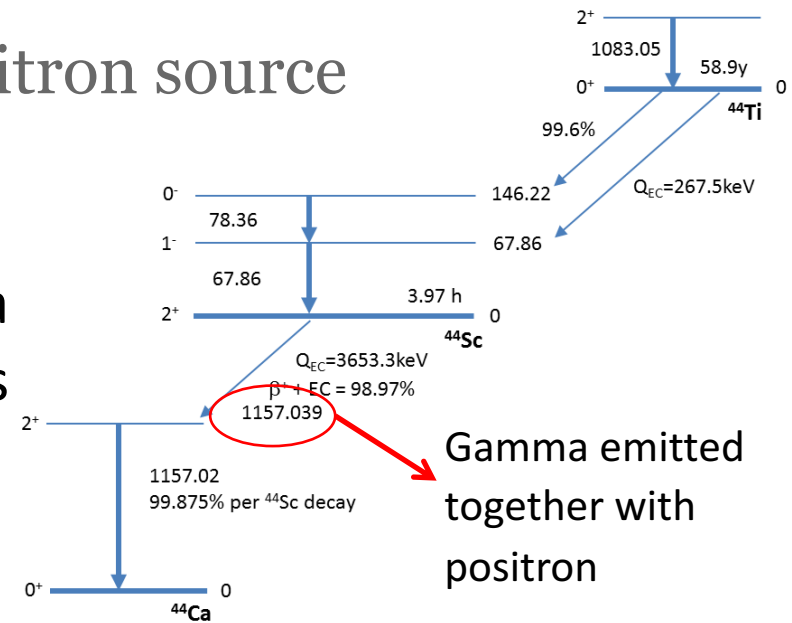 itron source
2⁺
1083.05
58.9y
0⁺ 0
⁴⁴Ti
99.6%
Q_EC=267.5keV
0⁻ 146.22
78.36
1⁻ 67.86
67.86
3.97 h
2⁺ 0
⁴⁴Sc
Q_EC=3653.3keV
β⁺ + EC = 98.97%
1157.039
s
2⁺
1157.02
99.875% per ⁴⁴Sc decay
0⁺ 0
⁴⁴Ca
Gamma emitted
together with
positron